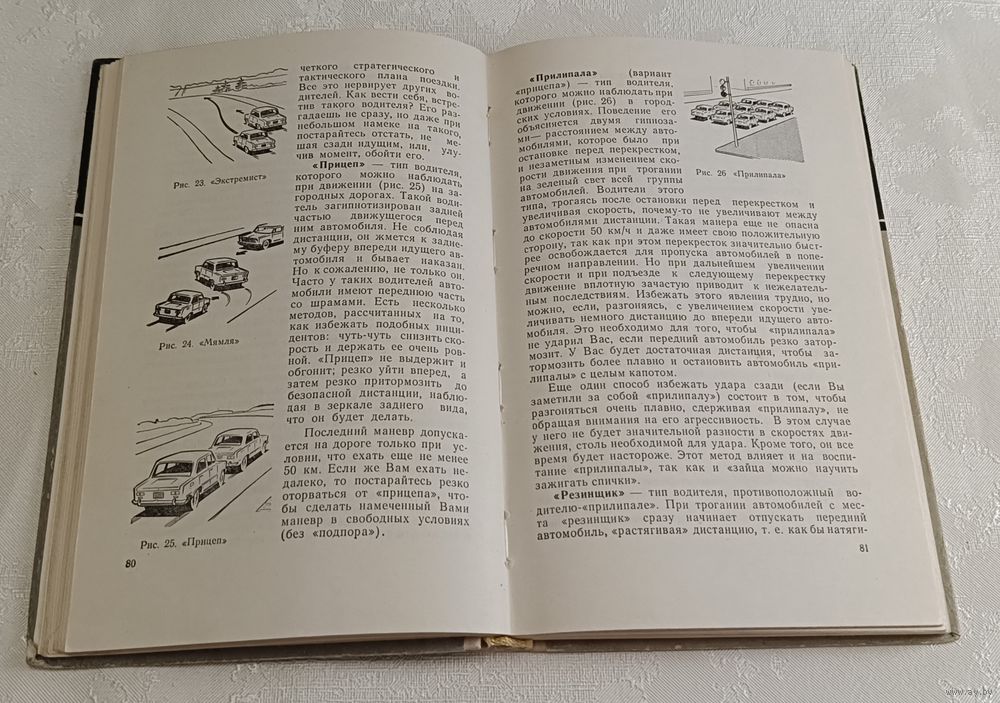 четкого стратегического и
тактического плана поездки.
Все это нервирует других во-
дителей. Как вести себя, встре-
тив такого водителя? Его раз-
гадаешь не сразу, но даже при
небольшом намеке на такого,
постарайтесь отстать, не ме-
шая сзади идущим, или, улу-
чив момент, обойти его.
«Прицеп» — тип водителя,
которого можно наблюдать
при движении (рис. 25) на за-
городных дорогах. Такой води-
тель загипнотизирован задней
частью движущегося перед
ним автомобиля. Не соблюдая
дистанции, он жмется к задне-
му буферу впереди идущего ав-
томобиля и бывает наказан.
Но к сожалению, не только он.
Часто у таких водителей авто-
мобили имеют переднюю часть
со шрамами. Есть несколько
методов, рассчитанных на то,
как избежать подобных инци-
дентов: чуть-чуть снизить ско-
рость и держать ее очень ров-
ной. «Прицеп» не выдержит и
обгонит; резко уйти вперед, а
затем резко притормозить до
безопасной дистанции, наблю-
дая в зеркале заднего вида,
что он будет делать.
Последний маневр допуска-
ется на дороге только при ус-
ловии, что ехать еще не менее
50 км. Если же Вам ехать не-
далеко, то постарайтесь резко
оторваться от «прицепа», что-
бы сделать намеченный Вами
маневр в свободных условиях
(без «подпора»).
Рис. 23. «Экстремист»
Рис. 24. «Мямля»
Рис. 25. «Прицеп»
80
«Прилипала» (вариант
«прицепа») — тип водителя,
которого можно наблюдать при
движении (рис. 26) в город-
ских условиях. Поведение его
объясняется двумя гипноза-
ми— расстоянием между авто-
мобилями, которое было при
остановке перед перекрестком,
и незаметным изменением ско-
рости движения при трогании
на зеленый свет всей группы
автомобилей. Водители этого
типа, трогаясь после остановки перед перекрестком и
увеличивая скорость, почему-то не увеличивают между
автомобилями дистанции. Такая манера еще не опасна
до скорости 50 км/ч и даже имеет свою положительную
сторону, так как при этом перекресток значительно быст-
рее освобождается для пропуска автомобилей в попе-
речном направлении. Но при дальнейшем увеличении
скорости и при подъезде к следующему перекрестку
движение вплотную зачастую приводит к нежелатель-
ным последствиям. Избежать этого явления трудно, но
можно, если, разгоняясь, с увеличением скорости уве-
личивать немного дистанцию до впереди идущего авто-
мобиля. Это необходимо для того, чтобы «прилипала»
не ударил Вас, если передний автомобиль резко затор-
мозит. У Вас будет достаточная дистанция, чтобы за-
тормозить более плавно и остановить автомобиль «при-
липалы» с целым капотом.
Еще один способ избежать удара сзади (если Вы
заметили за собой «прилипалу») состоит в том, чтобы
разгоняться очень плавно, сдерживая «прилипалу», не
обращая внимания на его агрессивность. В этом случае
у него не будет значительной разности в скоростях дви-
жения, столь необходимой для удара. Кроме того, он все
время будет настороже. Этот метод влияет и на воспи-
тание «прилипалы», так как и «зайца можно научить
зажигать спички».
«Резинщик» — тип водителя, противоположный во-
дителю-«прилипале». При трогании автомобилей с мес-
та «резинщик» сразу начинает отпускать передний
автомобиль, «растягивая» дистанцию, т. е. как бы натяги-
Рис. 26 «Прилипала»
81
www.ay.by